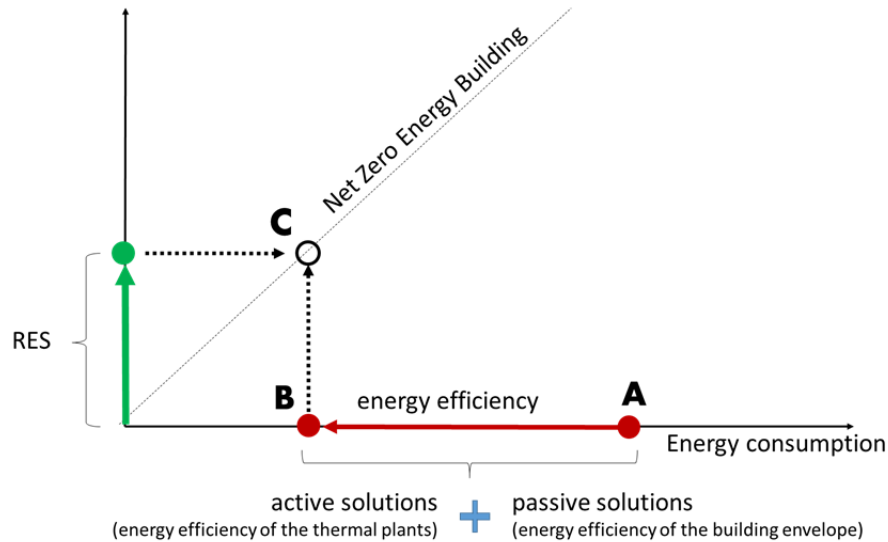 Net Zero Energy Building
C
RES
B
energy efficiency
A
Energy consumption
active solutions
(energy efficiency of the thermal plants)
passive solutions
(energy efficiency of the building envelope)